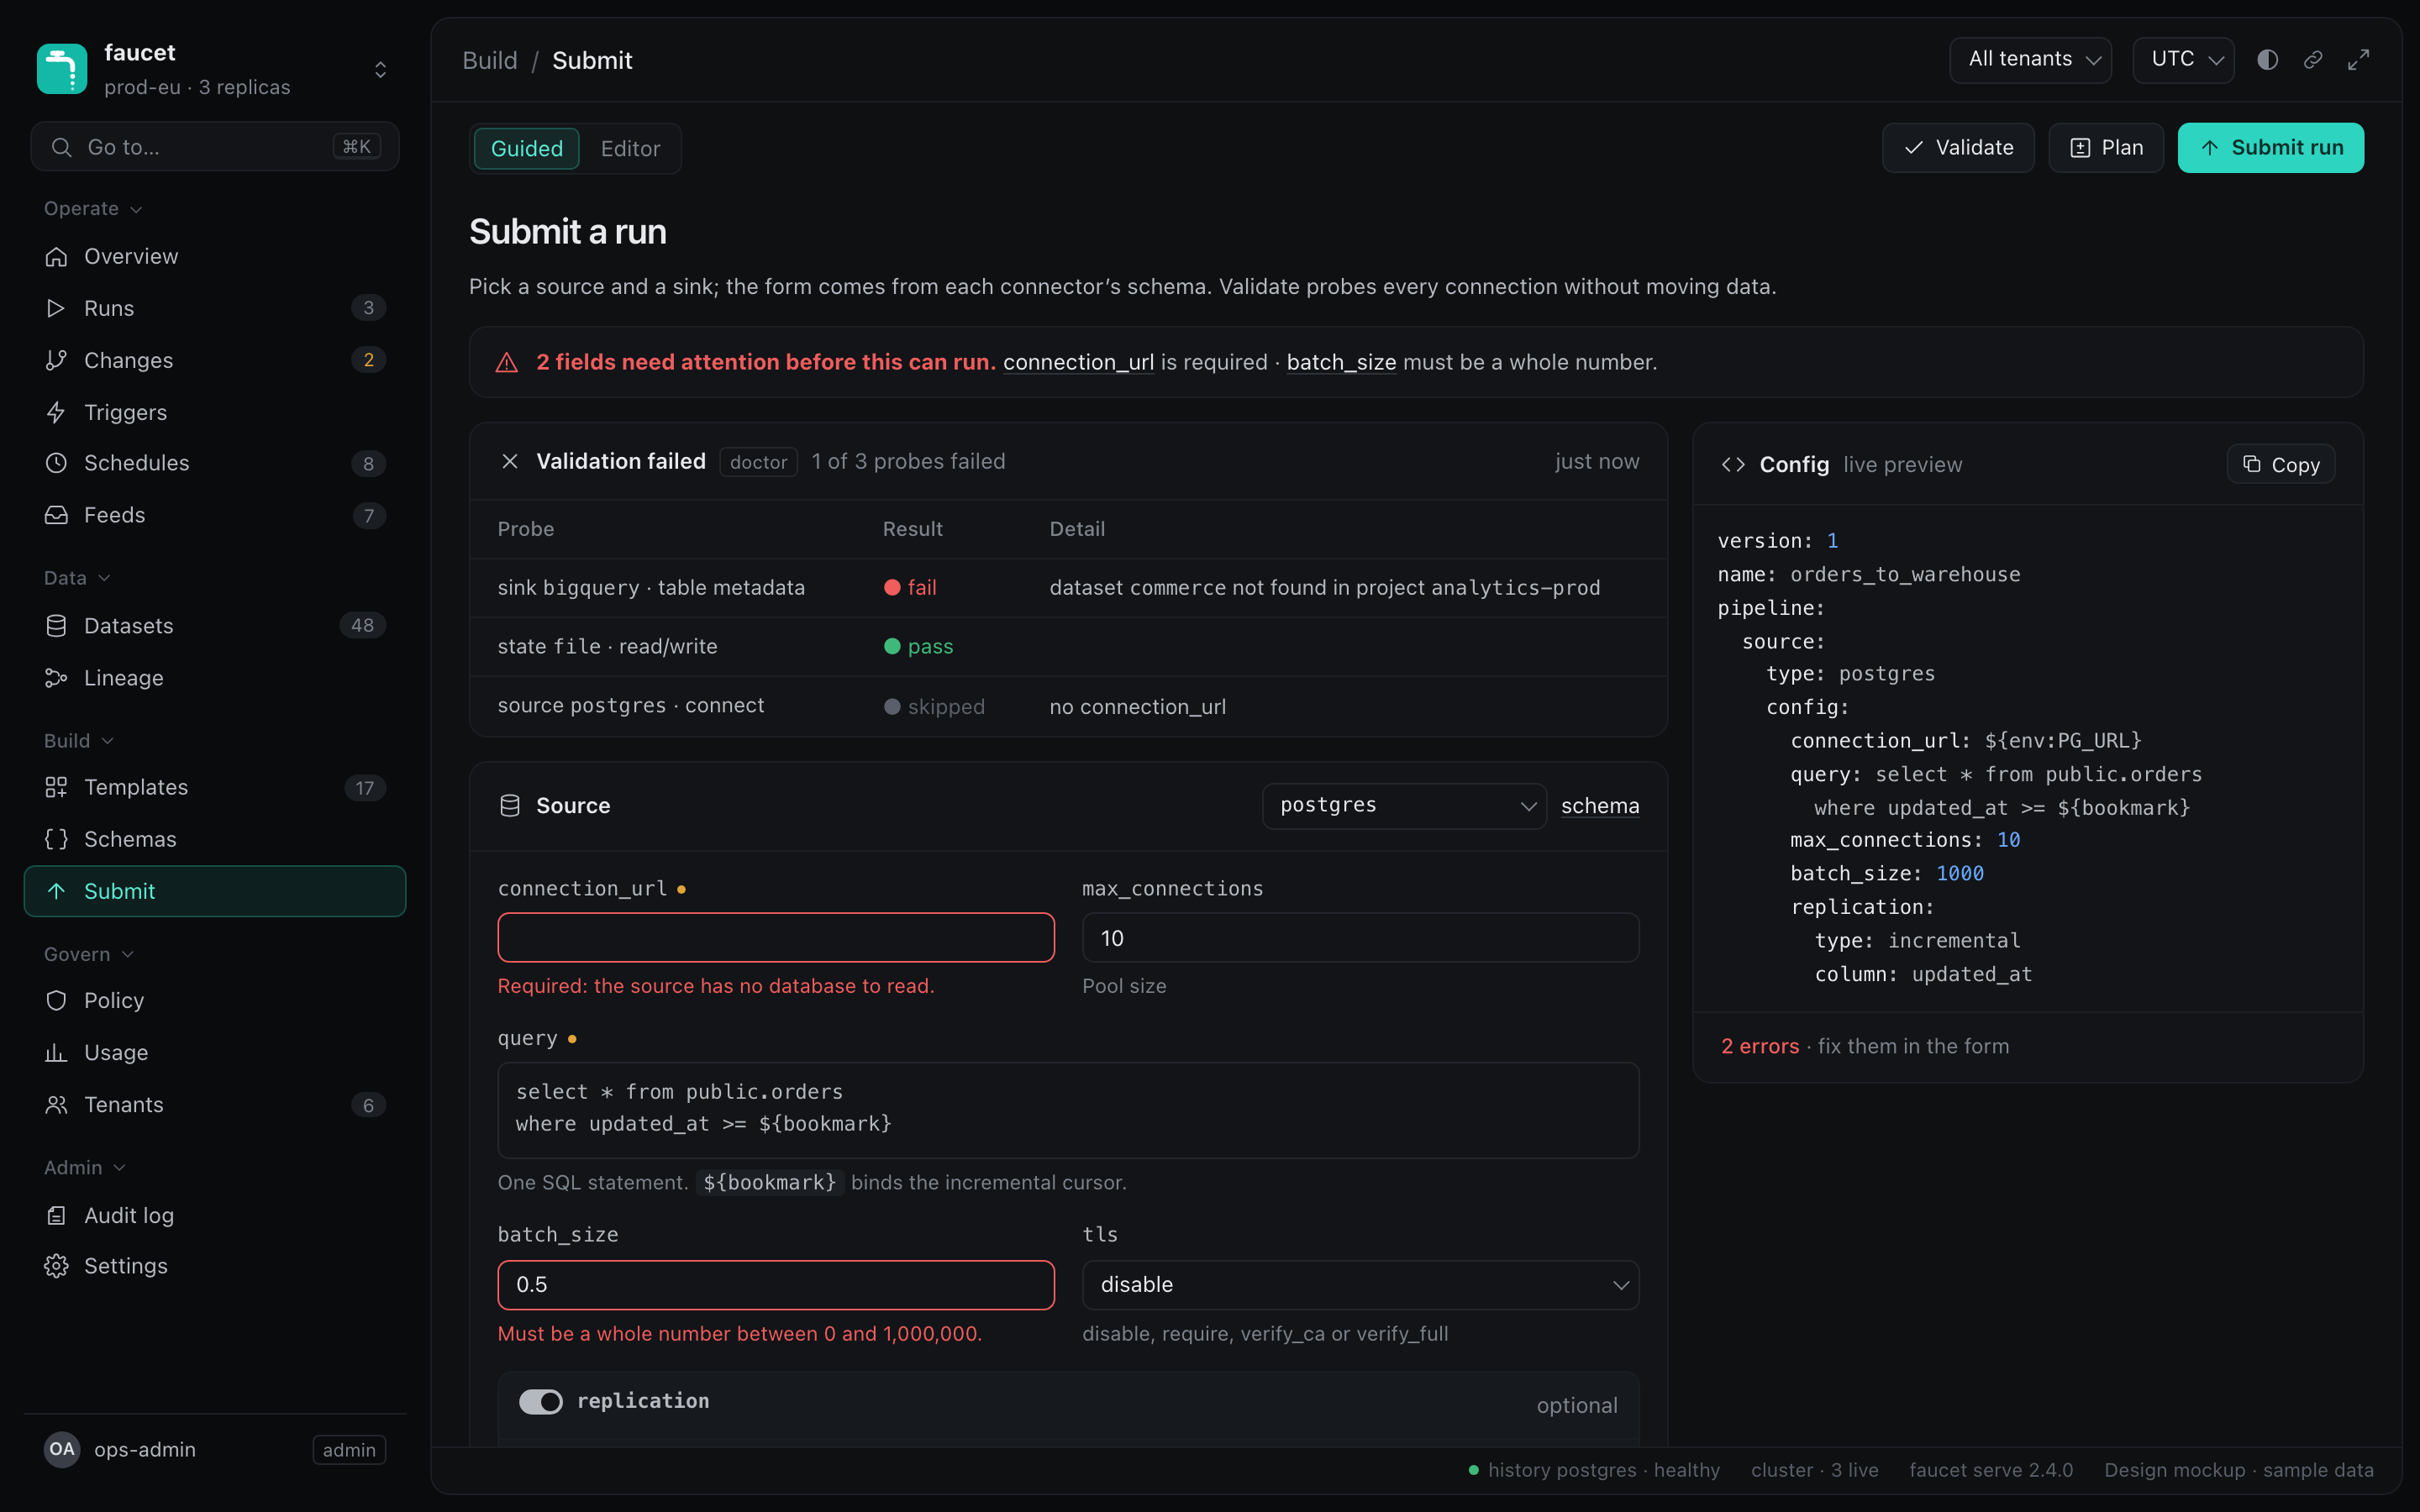 faucet
prod-eu · 3 replicas
Go to... ⌘K
Operate
Overview
Runs 3
Changes 2
Triggers
Schedules 8
Feeds 7
Data
Datasets 48
Lineage
Build
Templates 17
Schemas
Submit
Govern
Policy
Usage
Tenants 6
Admin
Audit log
Settings
OA ops-admin admin
Build / Submit
All tenants UTC
Guided Editor
Validate Plan Submit run
Submit a run
Pick a source and a sink; the form comes from each connector’s schema. Validate probes every connection without moving data.
2 fields need attention before this can run. connection_url is required · batch_size must be a whole number.
Validation failed doctor 1 of 3 probes failed just now
Probe Result Detail
sink bigquery · table metadata fail dataset commerce not found in project analytics-prod
state file · read/write pass
source postgres · connect skipped no connection_url
Source postgres schema
connection_url max_connections
10
Required: the source has no database to read. Pool size
query
select * from public.orders
where updated_at >= ${bookmark}
One SQL statement. ${bookmark} binds the incremental cursor.
batch_size tls
0.5 disable
Must be a whole number between 0 and 1,000,000. disable, require, verify_ca or verify_full
replication optional
Config live preview Copy
version: 1
name: orders_to_warehouse
pipeline:
source:
type: postgres
config:
connection_url: ${env:PG_URL}
query: select * from public.orders
where updated_at >= ${bookmark}
max_connections: 10
batch_size: 1000
replication:
type: incremental
column: updated_at
2 errors · fix them in the form
history postgres · healthy cluster · 3 live faucet serve 2.4.0 Design mockup · sample data